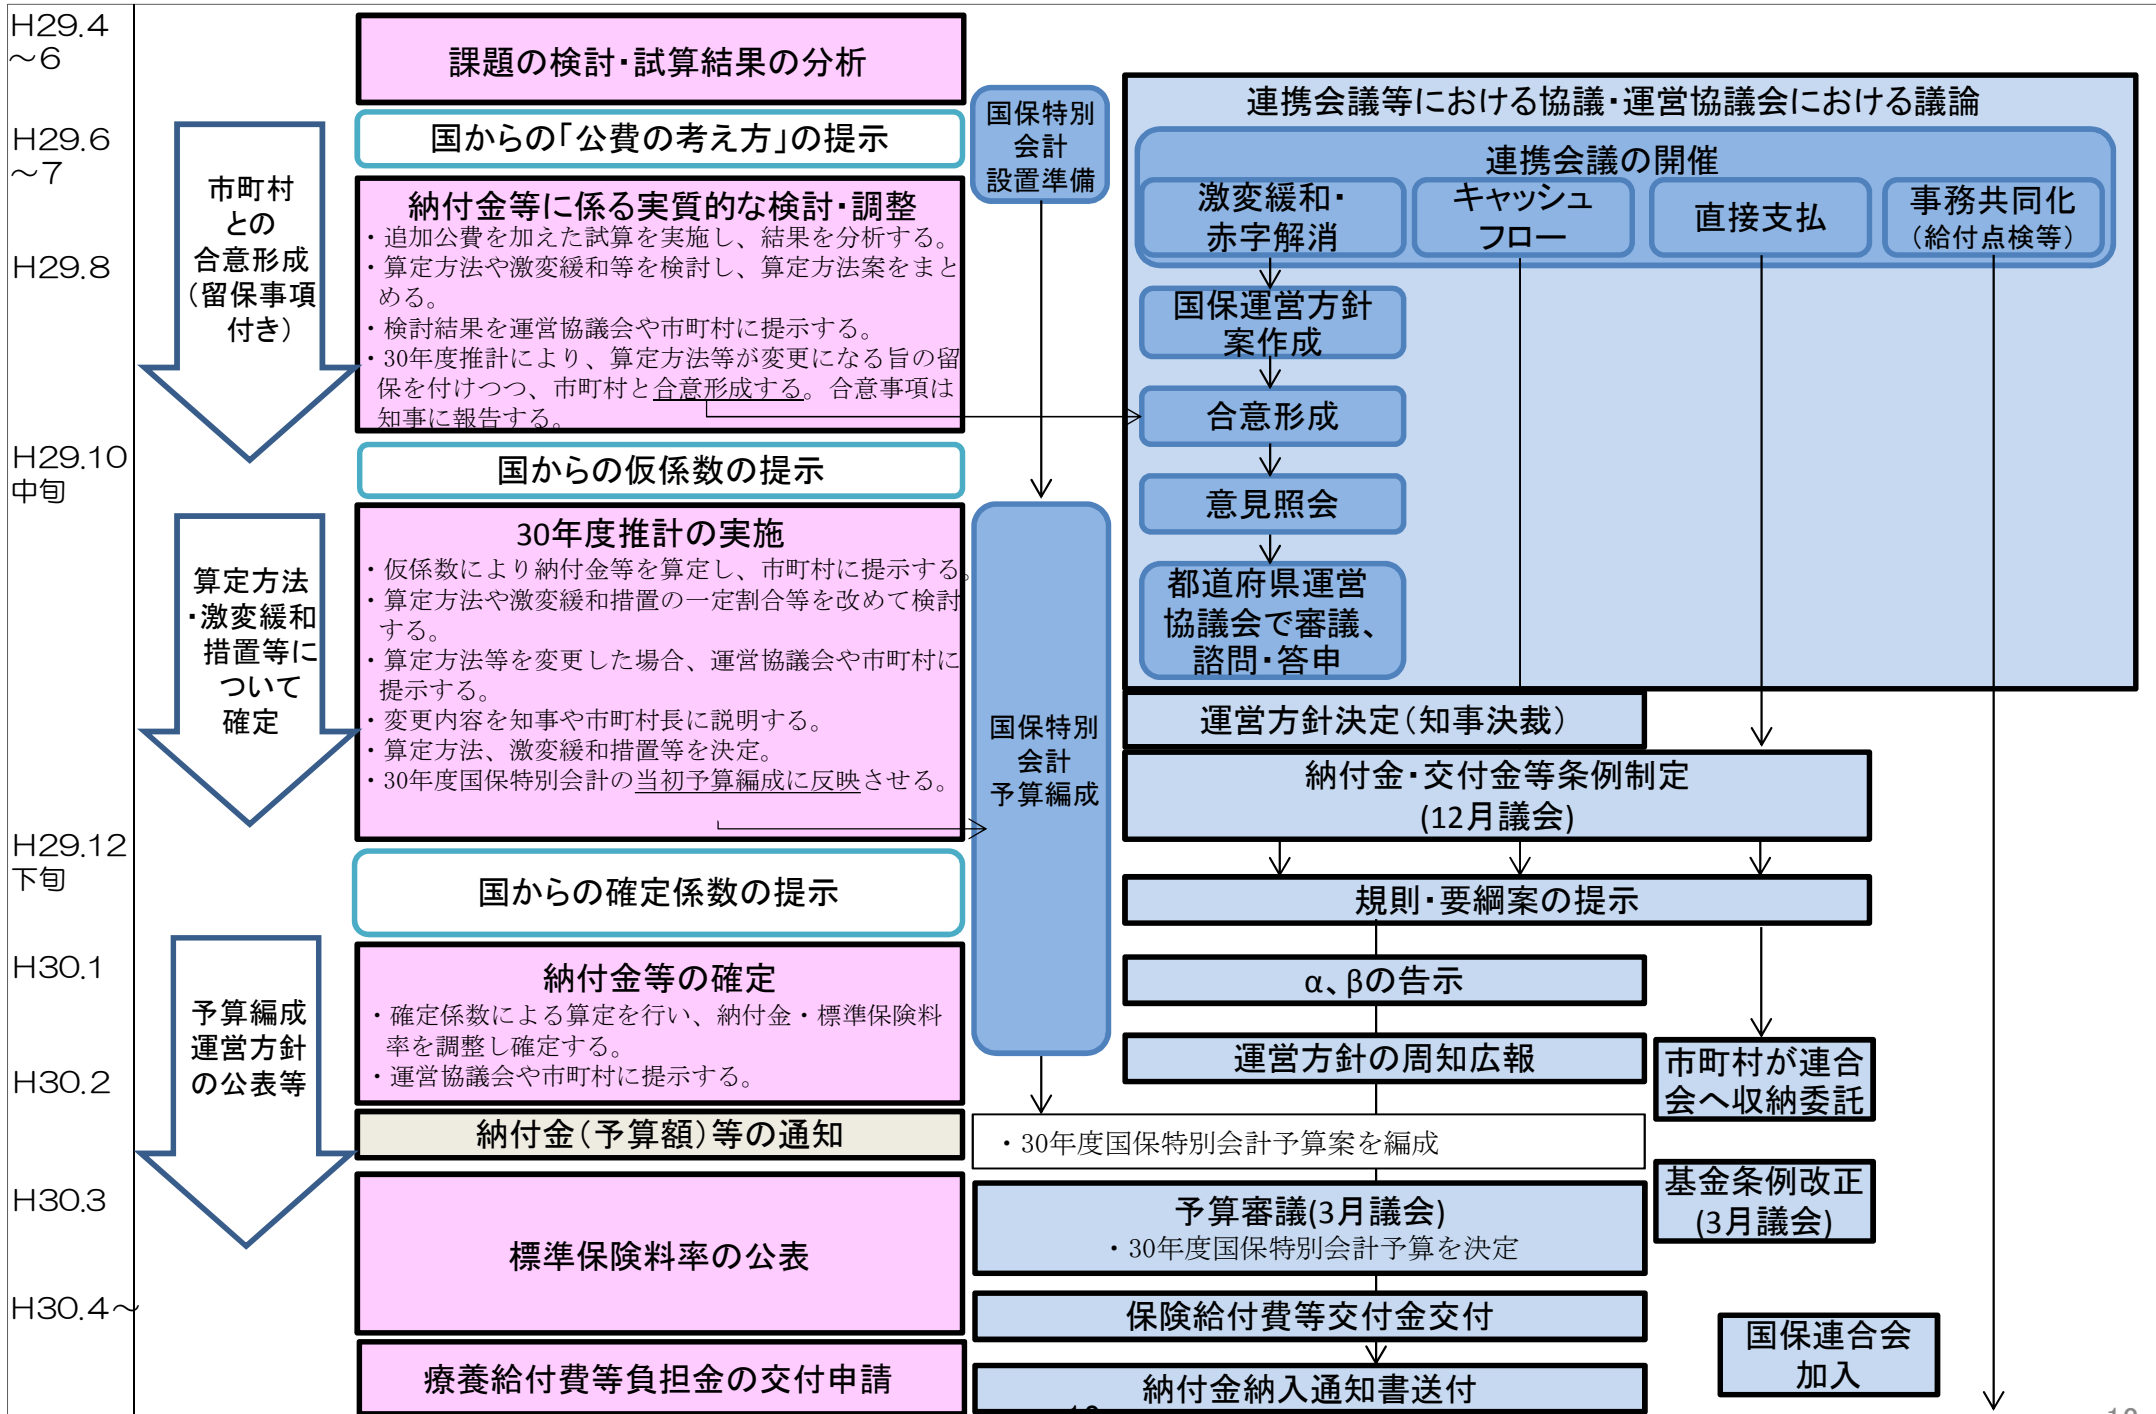 H29.4
～6
H29.6
～7
H29.8
H29.10
中旬
H29.12
下旬
H30.1
H30.2
H30.3
H30.4～
市町村
との
合意形成
（留保事項
付き）
算定方法
・激変緩和
措置等に
ついて
確定
予算編成
運営方針
の公表等
課題の検討・試算結果の分析
国からの「公費の考え方」の提示
納付金等に係る実質的な検討・調整
・追加公費を加えた試算を実施し、結果を分析する。
・算定方法や激変緩和等を検討し、算定方法案をまと
める。
・検討結果を運営協議会や市町村に提示する。
・30年度推計により、算定方法等が変更になる旨の留
保を付けつつ、市町村と合意形成する。合意事項は
知事に報告する。
国からの仮係数の提示
30年度推計の実施
・仮係数により納付金等を算定し、市町村に提示する。
・算定方法や激変緩和措置の一定割合等を改めて検討
する。
・算定方法等を変更した場合、運営協議会や市町村に
提示する。
・変更内容を知事や市町村長に説明する。
・算定方法、激変緩和措置等を決定。
・30年度国保特別会計の当初予算編成に反映させる。
国からの確定係数の提示
納付金等の確定
・確定係数による算定を行い、納付金・標準保険料
率を調整し確定する。
・運営協議会や市町村に提示する。
納付金（予算額）等の通知
標準保険料率の公表
療養給付費等負担金の交付申請
国保特別
会計
設置準備
国保特別
会計
予算編成
連携会議等における協議・運営協議会における議論
連携会議の開催
激変緩和・
赤字解消
キャッシュ
フロー
直接支払
事務共同化
（給付点検等）
国保運営方針
案作成
合意形成
意見照会
都道府県運営
協議会で審議、
諮問・答申
運営方針決定（知事決裁）
納付金・交付金等条例制定
(12月議会)
規則・要綱案の提示
α、βの告示
運営方針の周知広報
市町村が連合
会へ収納委託
・30年度国保特別会計予算案を編成
基金条例改正
(3月議会)
予算審議(3月議会)
・30年度国保特別会計予算を決定
保険給付費等交付金交付
納付金納入通知書送付
国保連合会
加入